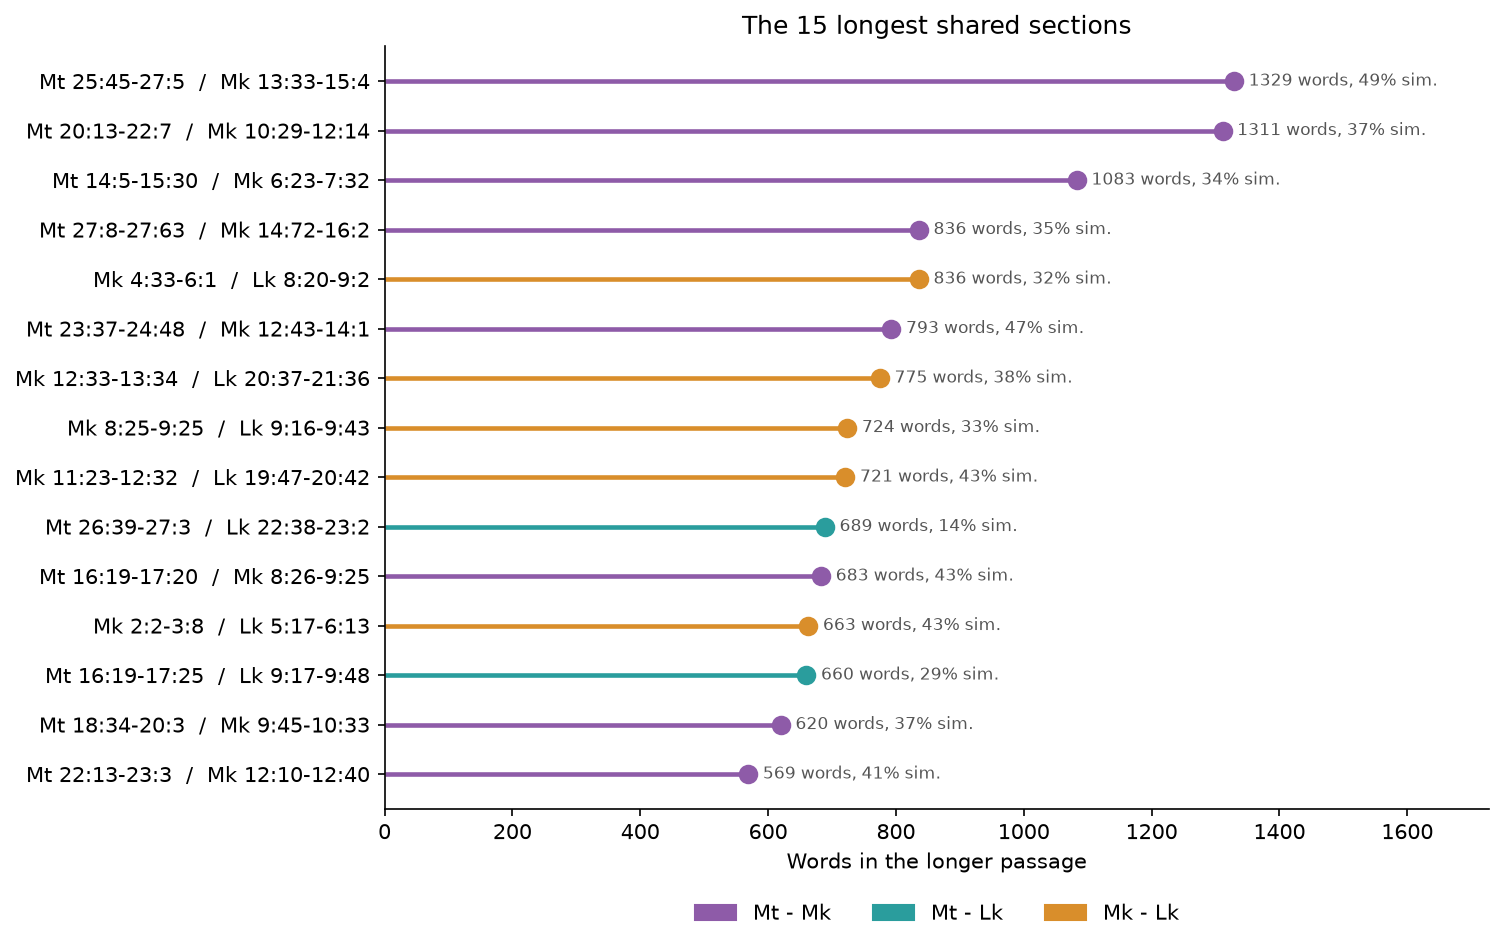 The 15 longest shared sections
Mt 25:45-27:5 / Mk 13:33-15:4 1329 words, 49% sim.
Mt 20:13-22:7 / Mk 10:29-12:14 1311 words, 37% sim.
Mt 14:5-15:30 / Mk 6:23-7:32 1083 words, 34% sim.
Mt 27:8-27:63 / Mk 14:72-16:2 836 words, 35% sim.
Mk 4:33-6:1 / Lk 8:20-9:2 836 words, 32% sim.
Mt 23:37-24:48 / Mk 12:43-14:1 793 words, 47% sim.
Mk 12:33-13:34 / Lk 20:37-21:36 775 words, 38% sim.
Mk 8:25-9:25 / Lk 9:16-9:43 724 words, 33% sim.
Mk 11:23-12:32 / Lk 19:47-20:42 721 words, 43% sim.
Mt 26:39-27:3 / Lk 22:38-23:2 689 words, 14% sim.
Mt 16:19-17:20 / Mk 8:26-9:25 683 words, 43% sim.
Mk 2:2-3:8 / Lk 5:17-6:13 663 words, 43% sim.
Mt 16:19-17:25 / Lk 9:17-9:48 660 words, 29% sim.
Mt 18:34-20:3 / Mk 9:45-10:33 620 words, 37% sim.
Mt 22:13-23:3 / Mk 12:10-12:40 569 words, 41% sim.
0 200 400 600 800 1000 1200 1400 1600
Words in the longer passage
Mt - Mk Mt - Lk Mk - Lk